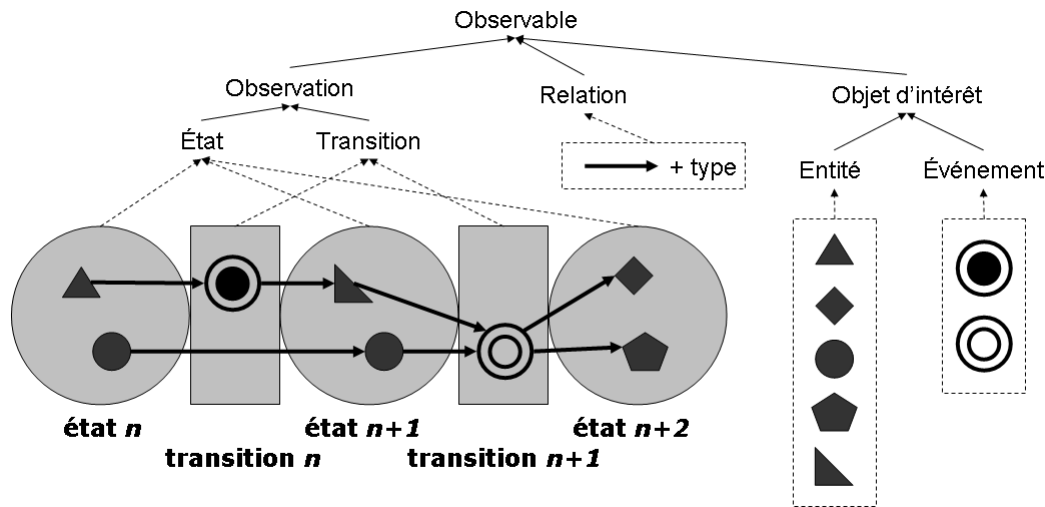 Observable
Observation
Relation
Objet d'intérêt
État
Transition
+ type
Entité
Événement
état n
état n+1
état n+2
transition n
transition n+1